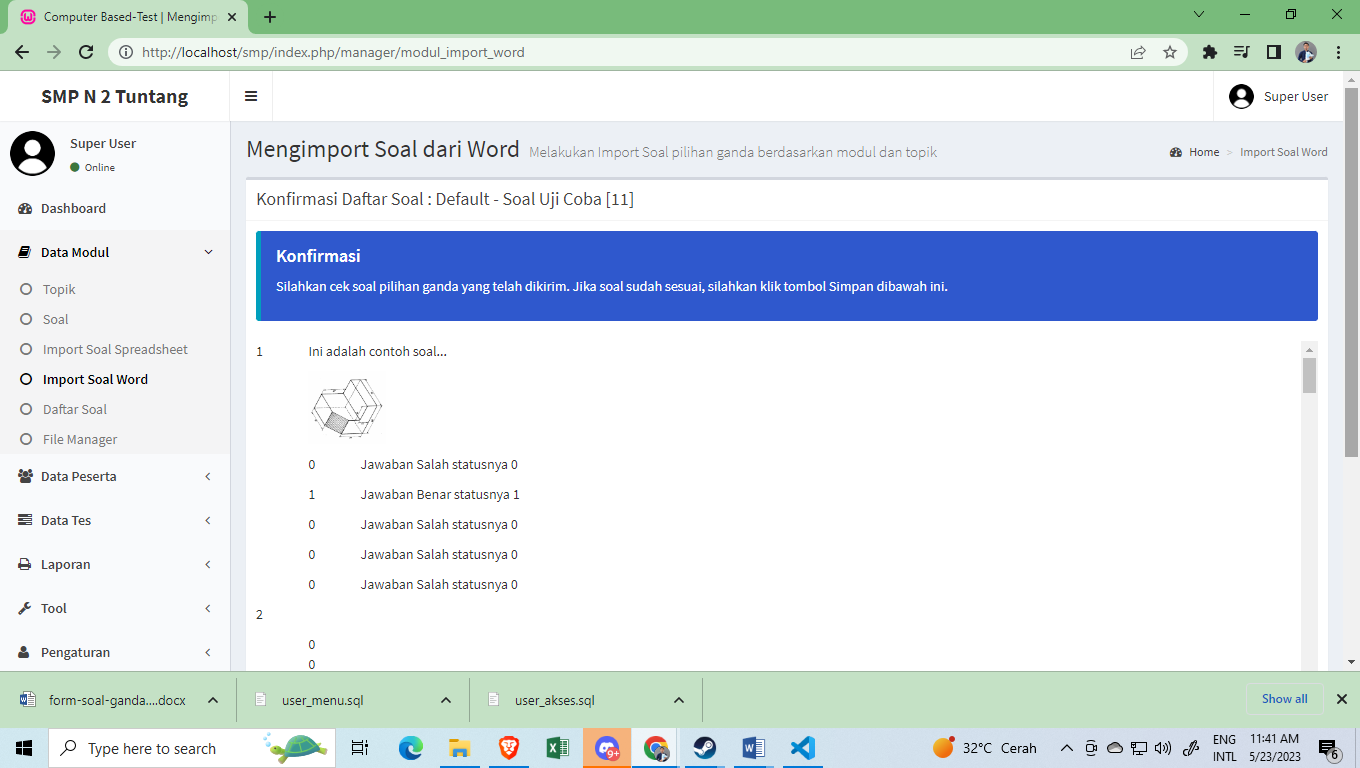 Computer Based-Test | Mengimp
http://localhost/smp/index.php/manager/modul_import_word
SMP N 2 Tuntang
Super User
Super User
Online
Dashboard
Data Modul
Topik
Soal
Import Soal Spreadsheet
Import Soal Word
Daftar Soal
File Manager
Data Peserta
Data Tes
Laporan
Tool
Pengaturan
Mengimport Soal dari Word Melakukan Import Soal pilihan ganda berdasarkan modul dan topik
Home > Import Soal Word
Konfirmasi Daftar Soal : Default - Soal Uji Coba [11]
Konfirmasi
Silahkan cek soal pilihan ganda yang telah dikirim. Jika soal sudah sesuai, silahkan klik tombol Simpan dibawah ini.
1 Ini adalah contoh soal...
0 Jawaban Salah statusnya 0
1 Jawaban Benar statusnya 1
0 Jawaban Salah statusnya 0
0 Jawaban Salah statusnya 0
0 Jawaban Salah statusnya 0
2
0
0
form-soal-ganda....docx
user_menu.sql
user_akses.sql
Show all
Type here to search
9+
32°C Cerah
ENG
INTL
11:41 AM
5/23/2023
6